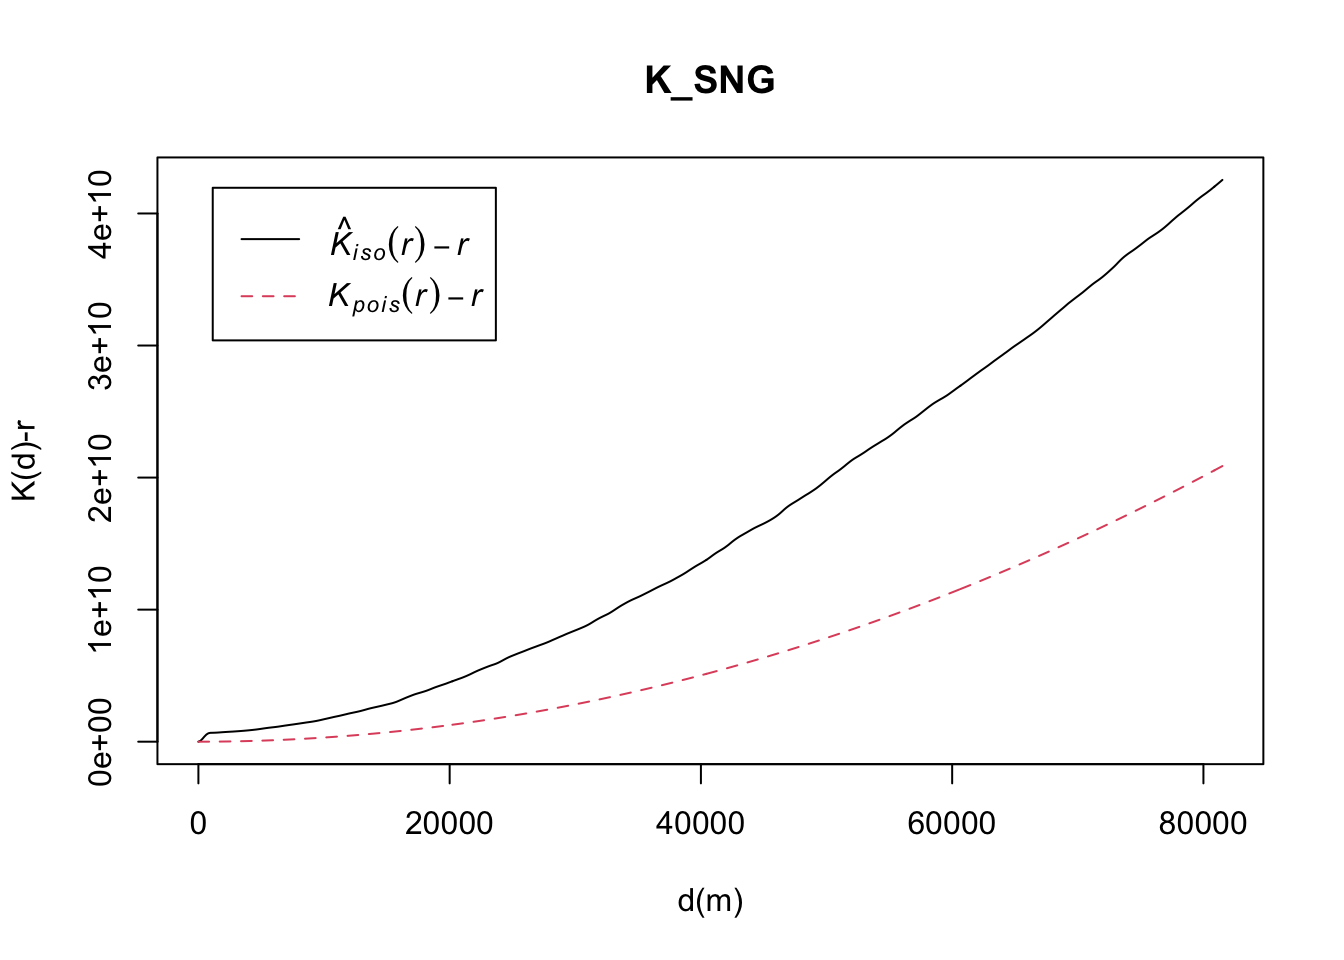 K_SNG
K̂iso(r) − r
Kpois(r) − r
K(d)-r
4e+10
3e+10
2e+10
1e+10
0e+00
0 20000 40000 60000 80000
d(m)